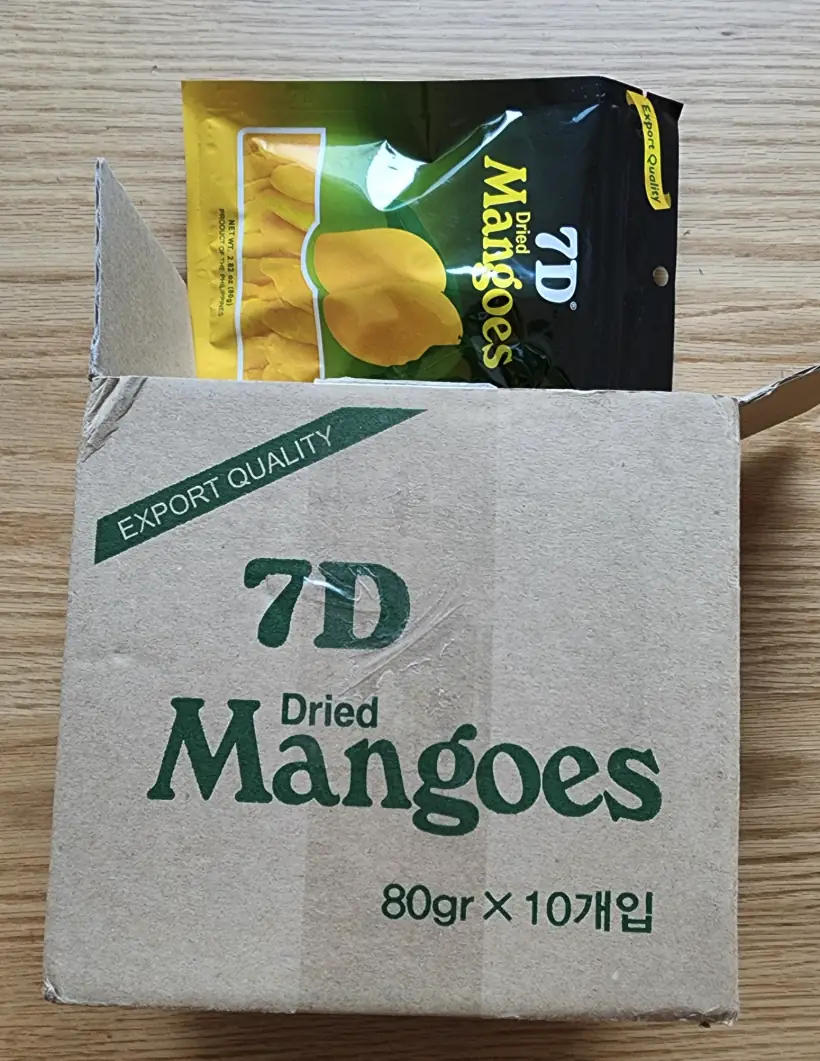 Export Quality
7D®
Dried
Mangoes
NET WT. 2.82 oz (80g)
PRODUCT OF THE PHILIPPINES
EXPORT QUALITY
7D
Dried
Mangoes
80gr×10개입